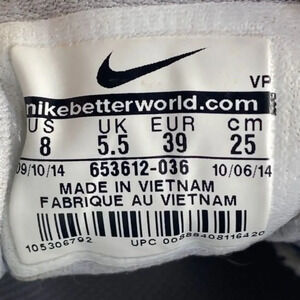 VP
nikebetterworld.com
US UK EUR cm
8 5.5 39 25
09/10/14 653612-036 10/06/14
MADE IN VIETNAM
FABRIQUE AU VIETNAM
105306792 UPC 00888408116420